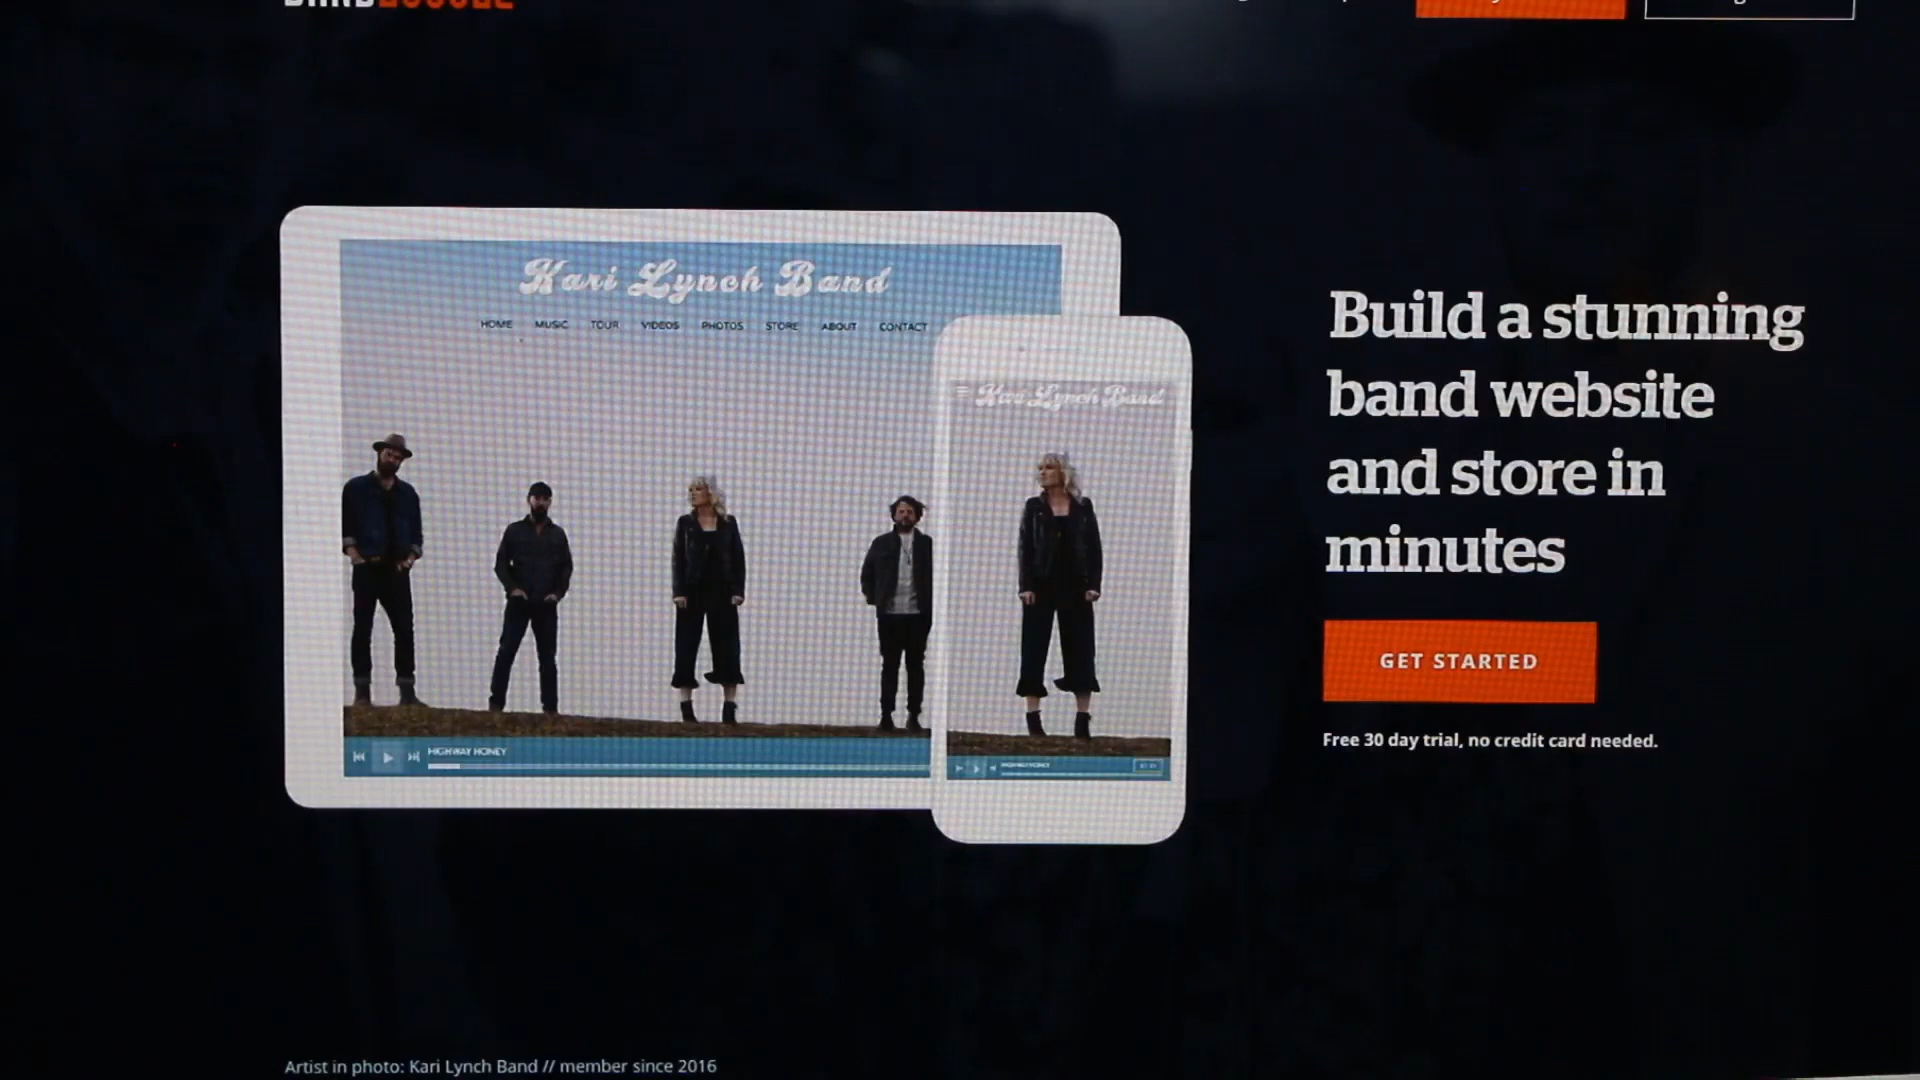 Kari Lynch Band
HOME MUSIC TOUR VIDEOS PHOTOS STORE ABOUT CONTACT
Kari Lynch Band
Build a stunning
band website
and store in
minutes
GET STARTED
Free 30 day trial, no credit card needed.
HIGHWAY HONEY
HIGHWAY HONEY
Artist in photo: Kari Lynch Band // member since 2016